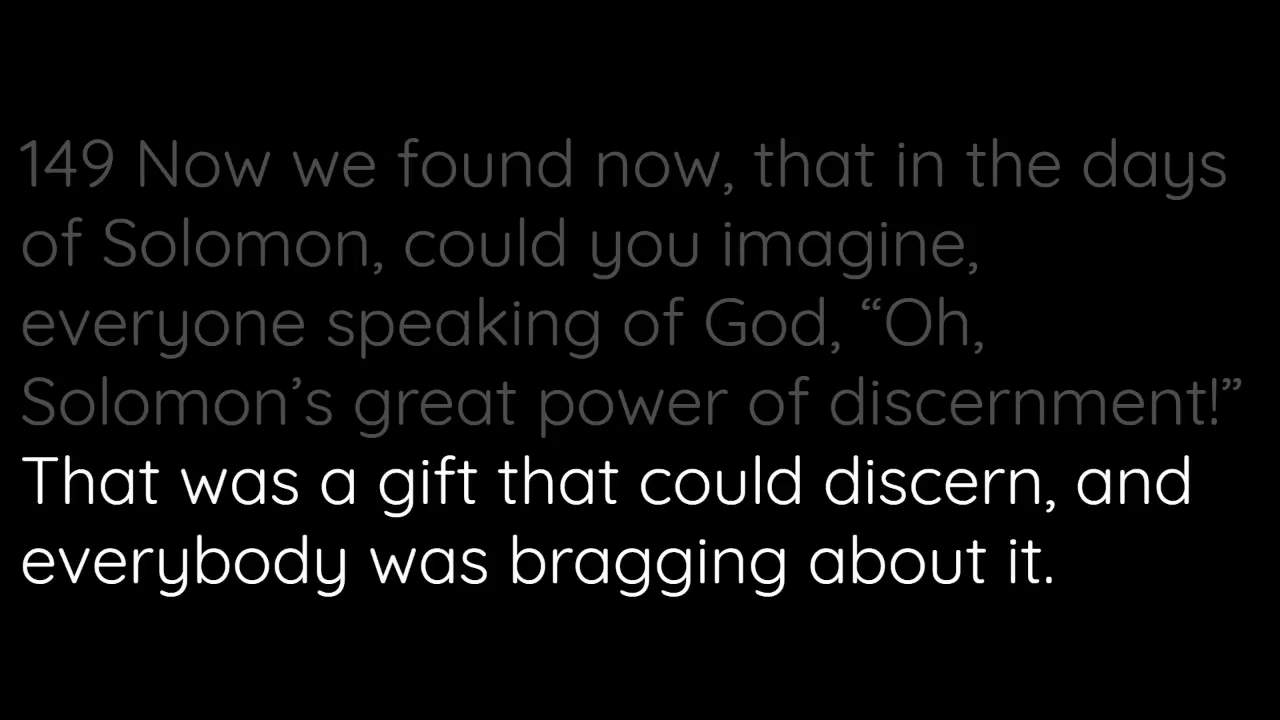 149 Now we found now, that in the days
of Solomon, could you imagine,
everyone speaking of God, “Oh,
Solomon’s great power of discernment!”
That was a gift that could discern, and
everybody was bragging about it.